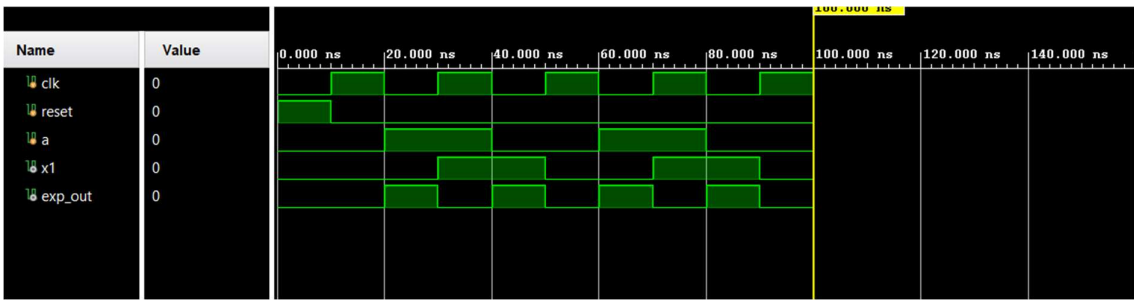 100.000 ns
Name Value
0.000 ns 20.000 ns 40.000 ns 60.000 ns 80.000 ns 100.000 ns 120.000 ns 140.000 ns
clk 0
reset 0
a 0
x1 0
exp_out 0